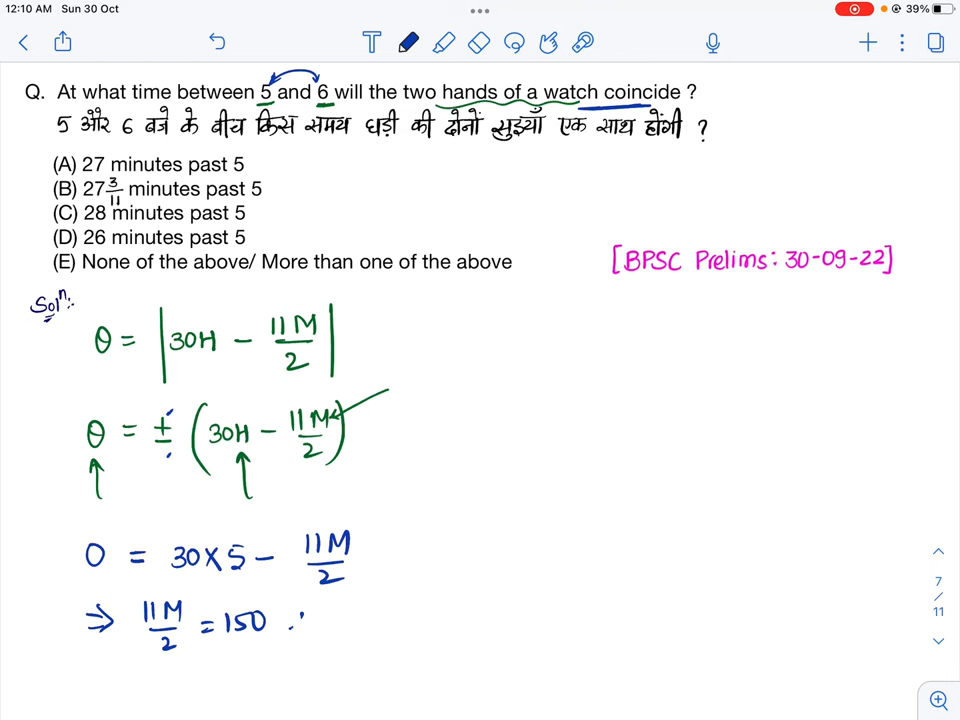 12:10 AM Sun 30 Oct
39%
Q. At what time between 5 and 6 will the two hands of a watch coincide ?
5 और 6 बजे के बीच किस समय घड़ी की दोनों सुइयाँ एक साथ होंगी ?
(A) 27 minutes past 5
(B) 27 3/11 minutes past 5
(C) 28 minutes past 5
(D) 26 minutes past 5
(E) None of the above/ More than one of the above
[BPSC Prelims: 30-09-22]
Solⁿ:
θ = |30H − 11M/2|
θ = ± (30H − 11M/2)
0 = 30×5 − 11M/2
⇒ 11M/2 = 150
7
/
11